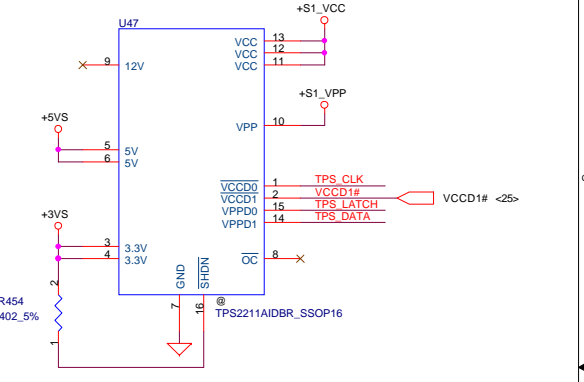 U47
+S1_VCC
13 VCC
12 VCC
11 VCC
9 12V
+S1_VPP
10 VPP
+5VS
5 5V
6 5V
1 VCCD0 TPS_CLK
2 VCCD1 VCCD1#
15 VPPD0 TPS_LATCH
14 VPPD1 TPS_DATA
VCCD1# <25>
+3VS
3 3.3V
4 3.3V
8 OC
GND
SHDN
7
16
@
TPS2211AIDBR_SSOP16
2
R454
402_5%
1